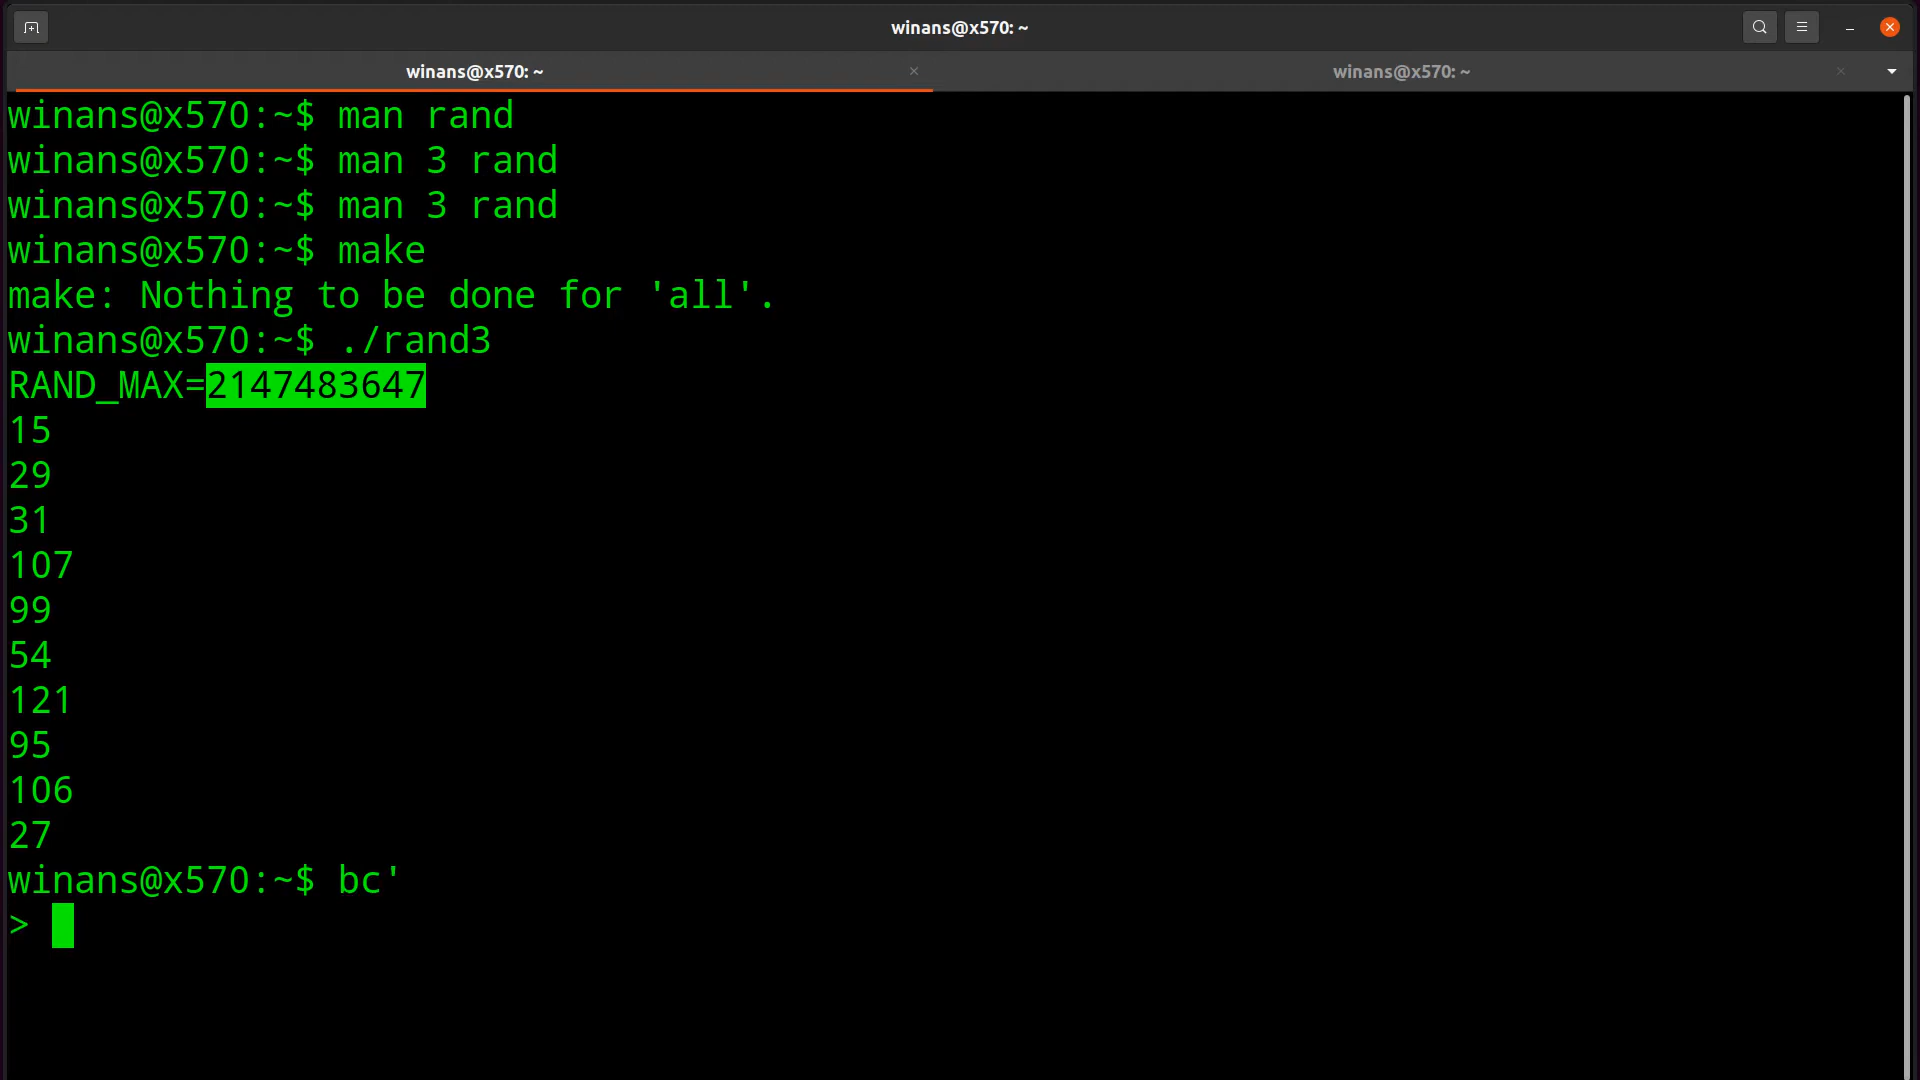 winans@x570: ~
winans@x570: ~
winans@x570: ~
winans@x570:~$ man rand
winans@x570:~$ man 3 rand
winans@x570:~$ man 3 rand
winans@x570:~$ make
make: Nothing to be done for 'all'.
winans@x570:~$ ./rand3
RAND_MAX=2147483647
15
29
31
107
99
54
121
95
106
27
winans@x570:~$ bc'
>